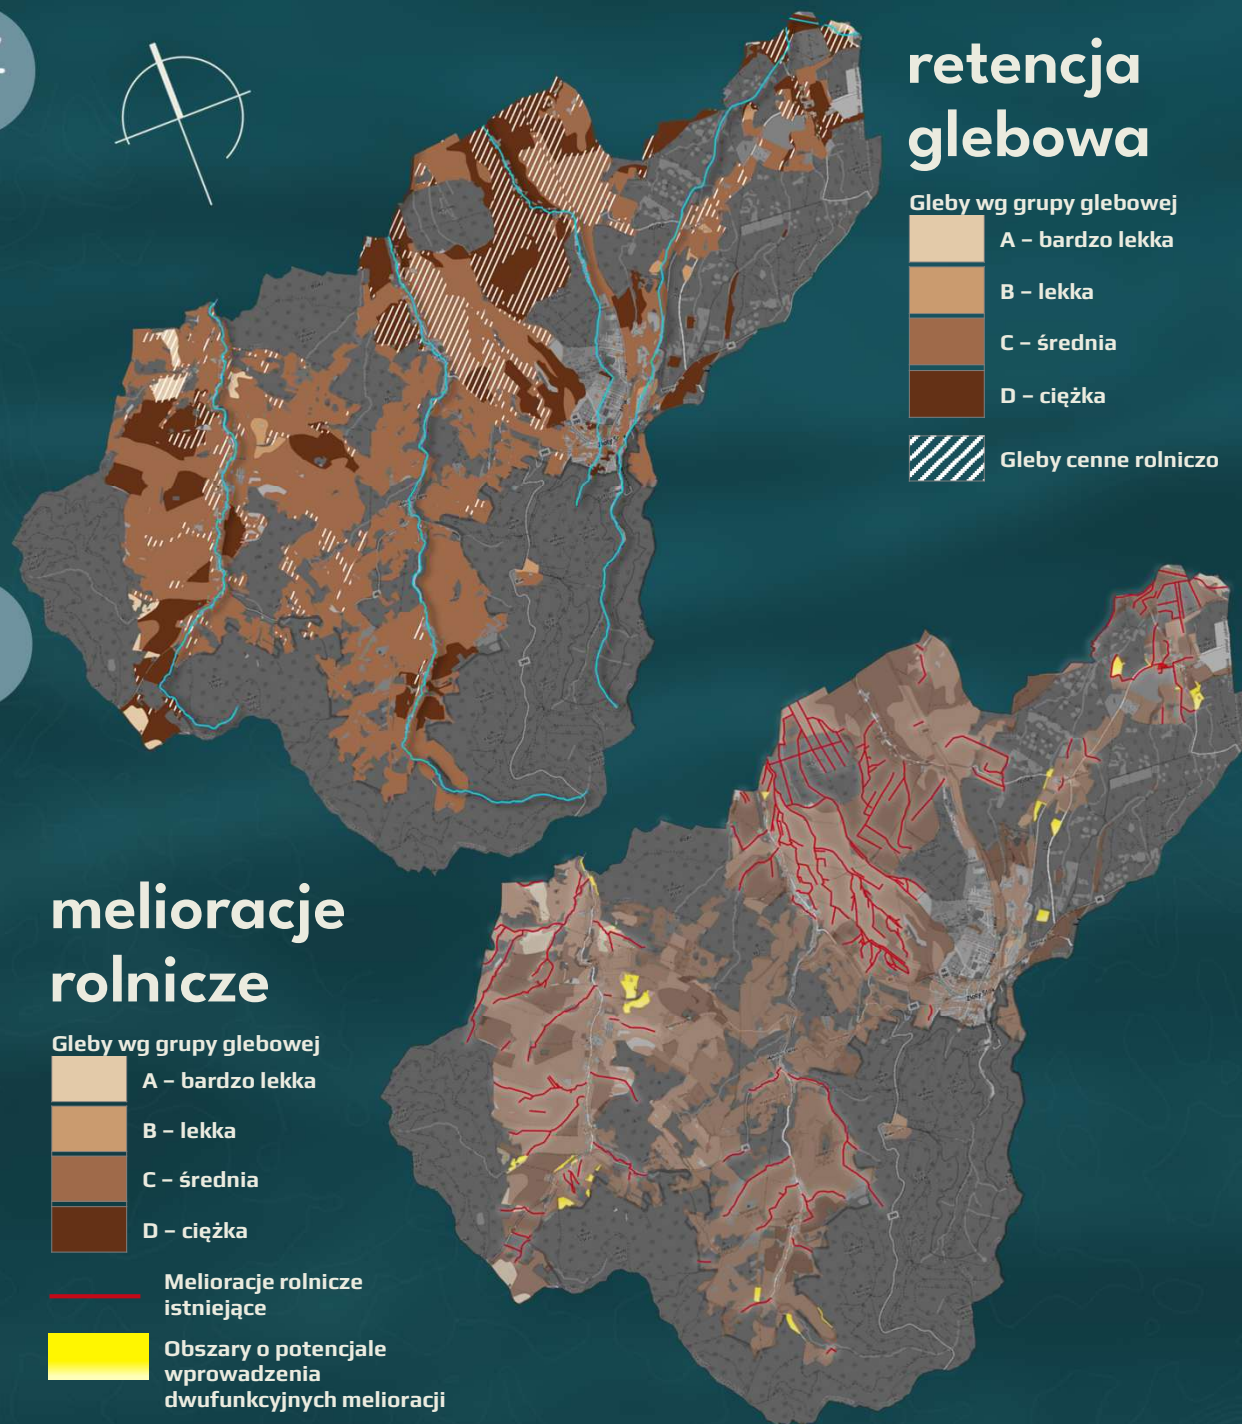 retencja
glebowa
Gleby wg grupy glebowej
A – bardzo lekka
B – lekka
C – średnia
D – ciężka
Gleby cenne rolniczo
melioracje
rolnicze
Gleby wg grupy glebowej
A – bardzo lekka
B – lekka
C – średnia
D – ciężka
Melioracje rolnicze
istniejące
Obszary o potencjale
wprowadzenia
dwufunkcyjnych melioracji